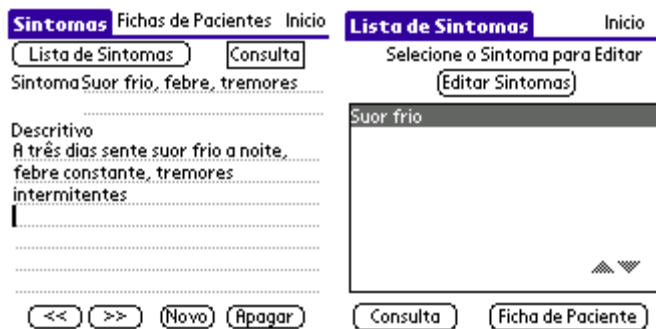 Sintomas Fichas de Pacientes Inicio
Lista de Sintomas Consulta
Sintoma Suor frio, febre, tremores
Descritivo
A três dias sente suor frio a noite,
febre constante, tremores
intermitentes
<< >> Novo Apagar
Lista de Sintomas Inicio
Selecione o Sintoma para Editar
Editar Sintomas
Suor frio
Consulta Ficha de Paciente